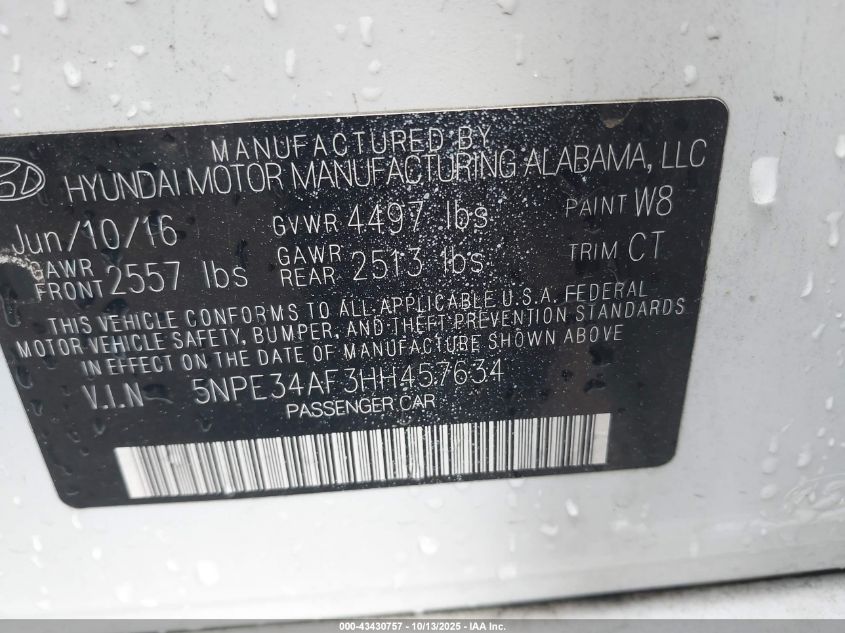 MANUFACTURED BY
HYUNDAI MOTOR MANUFACTURING ALABAMA, LLC
Jun/10/16 GVWR 4497 lbs PAINT W8
GAWR FRONT 2557 lbs GAWR REAR 2513 lbs TRIM CT
THIS VEHICLE CONFORMS TO ALL APPLICABLE U.S.A. FEDERAL
MOTOR VEHICLE SAFETY, BUMPER, AND THEFT PREVENTION STANDARDS
IN EFFECT ON THE DATE OF MANUFACTURE SHOWN ABOVE
V.I.N 5NPE34AF3HH457634
PASSENGER CAR
000-43430757 - 10/13/2025 - IAA Inc.